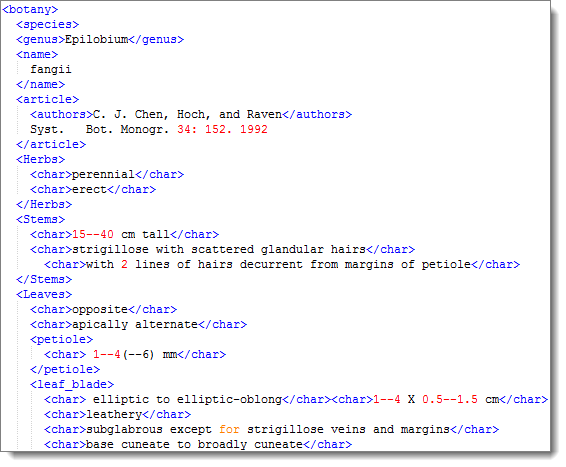 <botany>
<species>
<genus>Epilobium</genus>
<name>
fangii
</name>
<article>
<authors>C. J. Chen, Hoch, and Raven</authors>
Syst.   Bot. Monogr. 34: 152. 1992
</article>
<Herbs>
<char>perennial</char>
<char>erect</char>
</Herbs>
<Stems>
<char>15--40 cm tall</char>
<char>strigillose with scattered glandular hairs</char>
<char>with 2 lines of hairs decurrent from margins of petiole</char>
</Stems>
<Leaves>
<char>opposite</char>
<char>apically alternate</char>
<petiole>
<char> 1--4(--6) mm</char>
</petiole>
<leaf_blade>
<char> elliptic to elliptic-oblong</char><char>1--4 X 0.5--1.5 cm</char>
<char>leathery</char>
<char>subglabrous except for strigillose veins and margins</char>
<char>base cuneate to broadly cuneate</char>